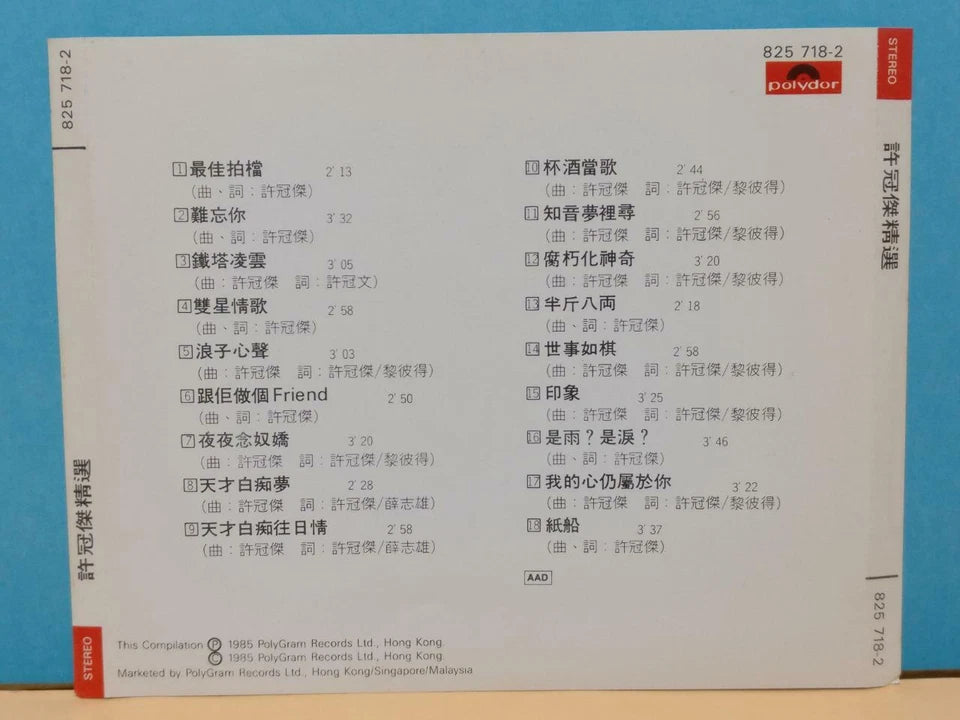 825 718-2
STEREO
825 718-2
polydor
1 最佳拍檔 2' 13
(曲、詞：許冠傑)
2 難忘你 3' 32
(曲、詞：許冠傑)
3 鐵塔凌雲 3' 05
(曲：許冠傑 詞：許冠文)
4 雙星情歌 2' 58
(曲、詞：許冠傑)
5 浪子心聲 3' 03
(曲：許冠傑 詞：許冠傑/黎彼得)
6 跟佢做個Friend 2' 50
(曲、詞：許冠傑)
7 夜夜念奴嬌 3' 20
(曲：許冠傑 詞：許冠傑/黎彼得)
8 天才白痴夢 2' 28
(曲：許冠傑 詞：許冠傑/薛志雄)
9 天才白痴往日情 2' 58
(曲：許冠傑 詞：許冠傑/薛志雄)
10 杯酒當歌 2' 44
(曲：許冠傑 詞：許冠傑/黎彼得)
11 知音夢裡尋 2' 56
(曲：許冠傑 詞：許冠傑/黎彼得)
12 腐朽化神奇 3' 20
(曲：許冠傑 詞：許冠傑/黎彼得)
13 半斤八両 2' 18
(曲、詞：許冠傑)
14 世事如棋 2' 58
(曲：許冠傑 詞：許冠傑/黎彼得)
15 印象 3' 25
(曲：許冠傑 詞：許冠傑/黎彼得)
16 是雨？是淚？ 3' 46
(曲、詞：許冠傑)
17 我的心仍屬於你 3' 22
(曲：許冠傑 詞：許冠傑/黎彼得)
18 紙船 3' 37
(曲、詞：許冠傑)
AAD
許冠傑精選
許冠傑精選
825 718-2
STEREO
This Compilation Ⓟ 1985 PolyGram Records Ltd., Hong Kong.
Ⓒ 1985 PolyGram Records Ltd., Hong Kong.
Marketed by PolyGram Records Ltd., Hong Kong/Singapore/Malaysia